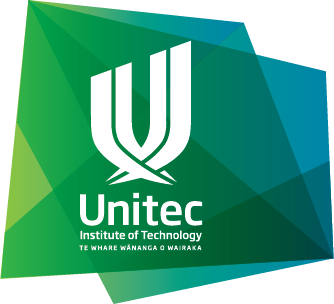 Unitec
Institute of Technology
TE WHARE WĀNANGA O WAIRAKA